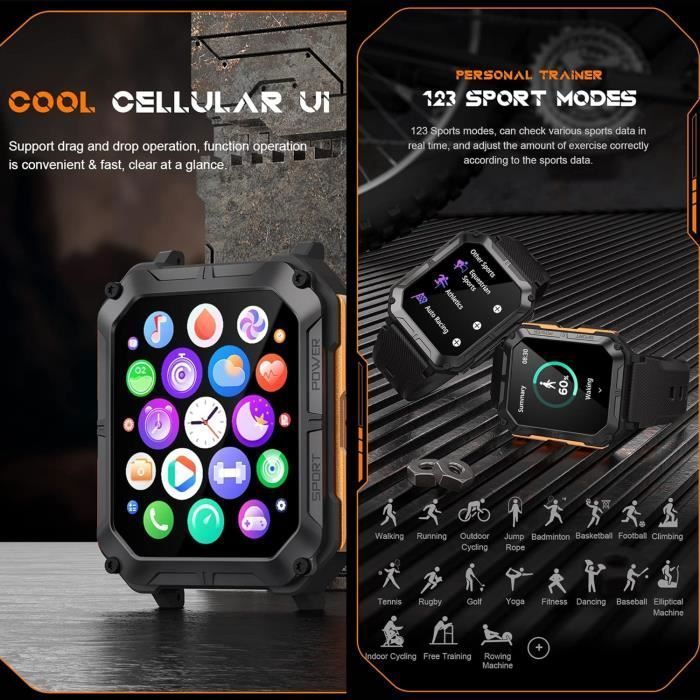 COOL CELLULAR UI
Support drag and drop operation, function operation
is convenient & fast, clear at a glance.
O2
POWER
SPORT
PERSONAL TRAINER
123 SPORT MODES
123 Sports modes, can check various sports data in
real time, and adjust the amount of exercise correctly
according to the sports data.
Other Sports
Equestrian
Sports
Athletics
Auto Racing
08:30
Summary
60%
Walking
Walking
Running
Outdoor
Cycling
Jump
Rope
Badminton
Basketball
Football
Climbing
Tennis
Rugby
Golf
Yoga
Fitness
Dancing
Baseball
Elliptical
Machine
Indoor Cycling
Free Training
Rowing
Machine